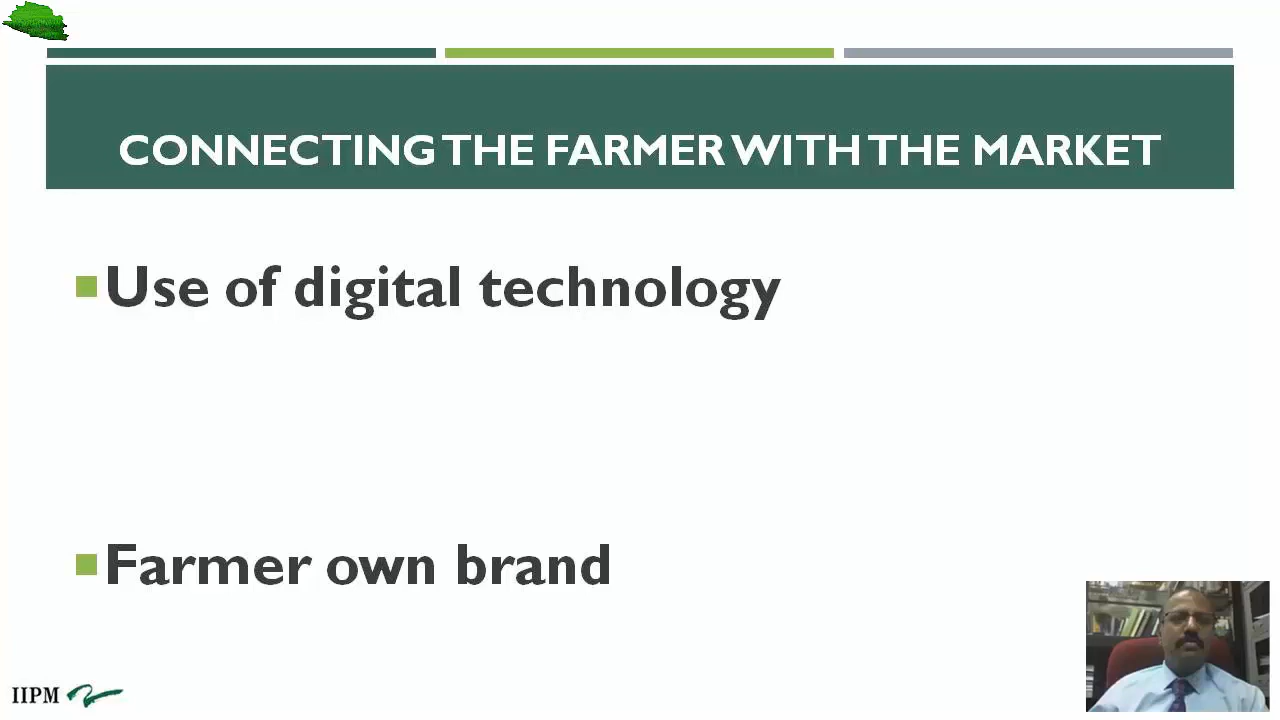 CONNECTING THE FARMER WITH THE MARKET
Use of digital technology
Farmer own brand
IIPM